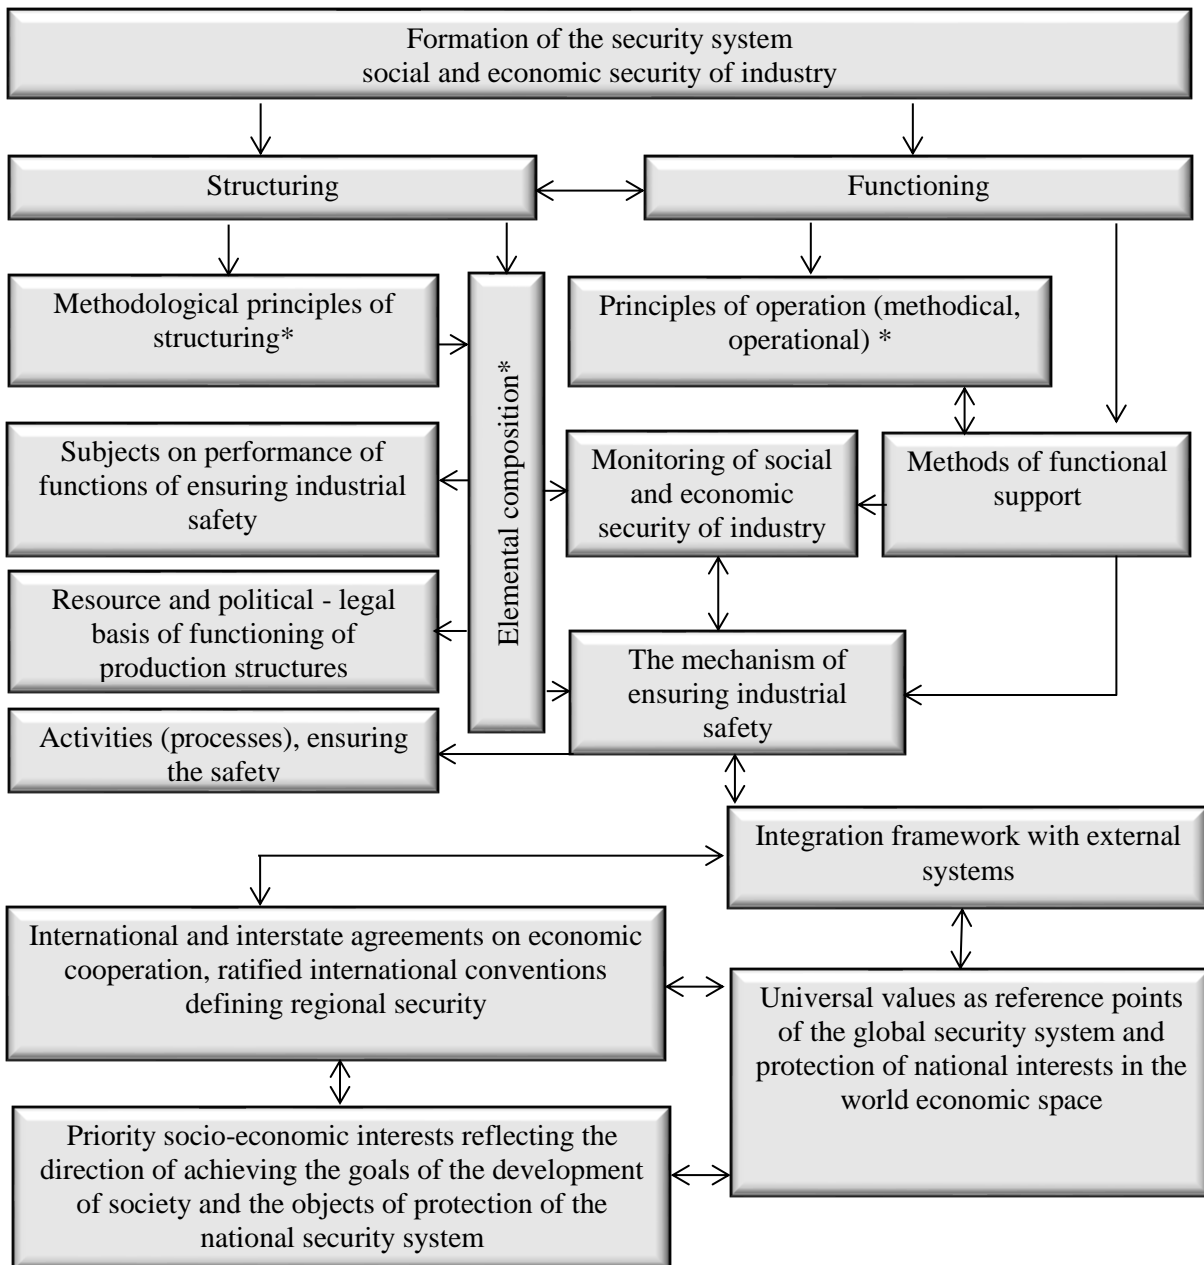 Formation of the security system
social and economic security of industry
Structuring
Functioning
Methodological principles of
structuring*
Elemental composition*
Principles of operation (methodical,
operational) *
Subjects on performance of
functions of ensuring industrial
safety
Monitoring of social
and economic
security of industry
Methods of functional
support
Resource and political - legal
basis of functioning of
production structures
The mechanism of
ensuring industrial
safety
Activities (processes), ensuring
the safety
Integration framework with external
systems
International and interstate agreements on economic
cooperation, ratified international conventions
defining regional security
Universal values as reference points
of the global security system and
protection of national interests in the
world economic space
Priority socio-economic interests reflecting the
direction of achieving the goals of the development
of society and the objects of protection of the
national security system